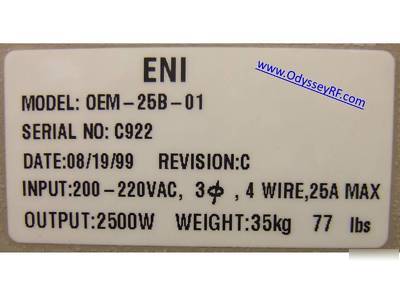 ENI
www.OdysseyRF.com
MODEL: OEM-25B-01
SERIAL NO: C922
DATE:08/19/99 REVISION:C
INPUT:200-220VAC, 3ϕ, 4 WIRE,25A MAX
OUTPUT:2500W WEIGHT:35kg 77 lbs